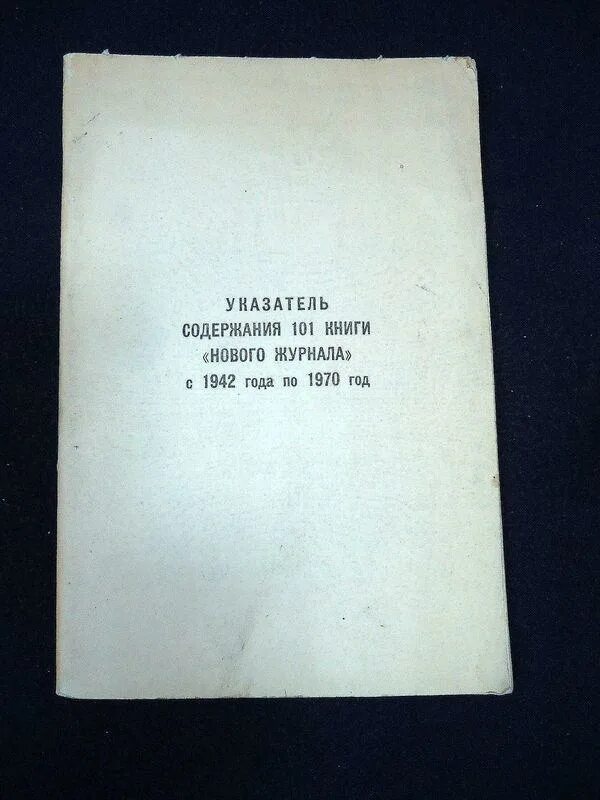 УКАЗАТЕЛЬ
СОДЕРЖАНИЯ 101 КНИГИ
«НОВОГО ЖУРНАЛА»
с 1942 года по 1970 год